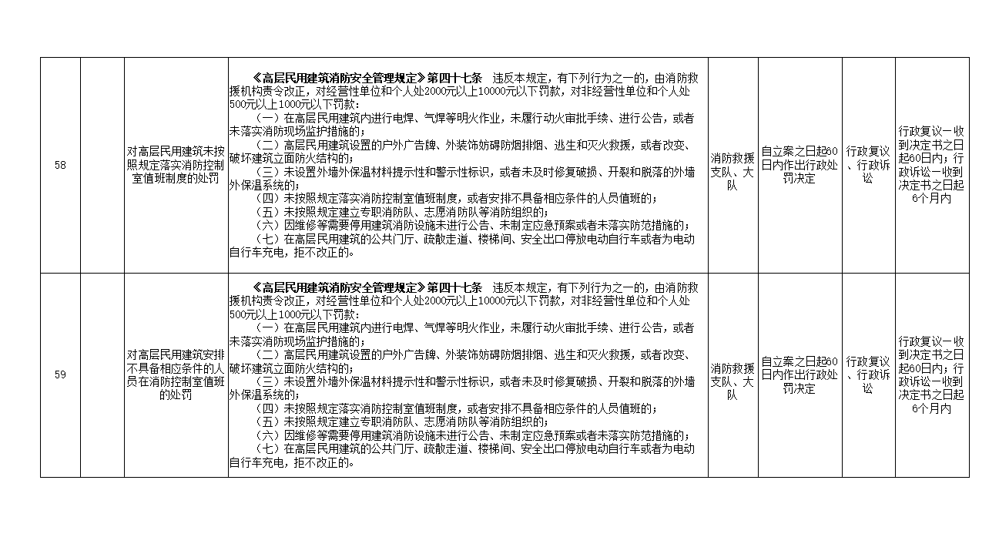 58
对高层民用建筑未按
照规定落实消防控制
室值班制度的处罚
《高层民用建筑消防安全管理规定》第四十七条　违反本规定，有下列行为之一的，由消防救
援机构责令改正，对经营性单位和个人处2000元以上10000元以下罚款，对非经营性单位和个人处
500元以上1000元以下罚款：
（一）在高层民用建筑内进行电焊、气焊等明火作业，未履行动火审批手续、进行公告，或者
未落实消防现场监护措施的；
（二）高层民用建筑设置的户外广告牌、外装饰妨碍防烟排烟、逃生和灭火救援，或者改变、
破坏建筑立面防火结构的；
（三）未设置外墙外保温材料提示性和警示性标识，或者未及时修复破损、开裂和脱落的外墙
外保温系统的；
（四）未按照规定落实消防控制室值班制度，或者安排不具备相应条件的人员值班的；
（五）未按照规定建立专职消防队、志愿消防队等消防组织的；
（六）因维修等需要停用建筑消防设施未进行公告、未制定应急预案或者未落实防范措施的；
（七）在高层民用建筑的公共门厅、疏散走道、楼梯间、安全出口停放电动自行车或者为电动
自行车充电，拒不改正的。
消防救援
支队、大
队
自立案之日起60
日内作出行政处
罚决定
行政复议
、行政诉
讼
行政复议—收
到决定书之日
起60日内；行
政诉讼—收到
决定书之日起
6个月内
59
对高层民用建筑安排
不具备相应条件的人
员在消防控制室值班
的处罚
《高层民用建筑消防安全管理规定》第四十七条　违反本规定，有下列行为之一的，由消防救
援机构责令改正，对经营性单位和个人处2000元以上10000元以下罚款，对非经营性单位和个人处
500元以上1000元以下罚款：
（一）在高层民用建筑内进行电焊、气焊等明火作业，未履行动火审批手续、进行公告，或者
未落实消防现场监护措施的；
（二）高层民用建筑设置的户外广告牌、外装饰妨碍防烟排烟、逃生和灭火救援，或者改变、
破坏建筑立面防火结构的；
（三）未设置外墙外保温材料提示性和警示性标识，或者未及时修复破损、开裂和脱落的外墙
外保温系统的；
（四）未按照规定落实消防控制室值班制度，或者安排不具备相应条件的人员值班的；
（五）未按照规定建立专职消防队、志愿消防队等消防组织的；
（六）因维修等需要停用建筑消防设施未进行公告、未制定应急预案或者未落实防范措施的；
（七）在高层民用建筑的公共门厅、疏散走道、楼梯间、安全出口停放电动自行车或者为电动
自行车充电，拒不改正的。
消防救援
支队、大
队
自立案之日起60
日内作出行政处
罚决定
行政复议
、行政诉
讼
行政复议—收
到决定书之日
起60日内；行
政诉讼—收到
决定书之日起
6个月内